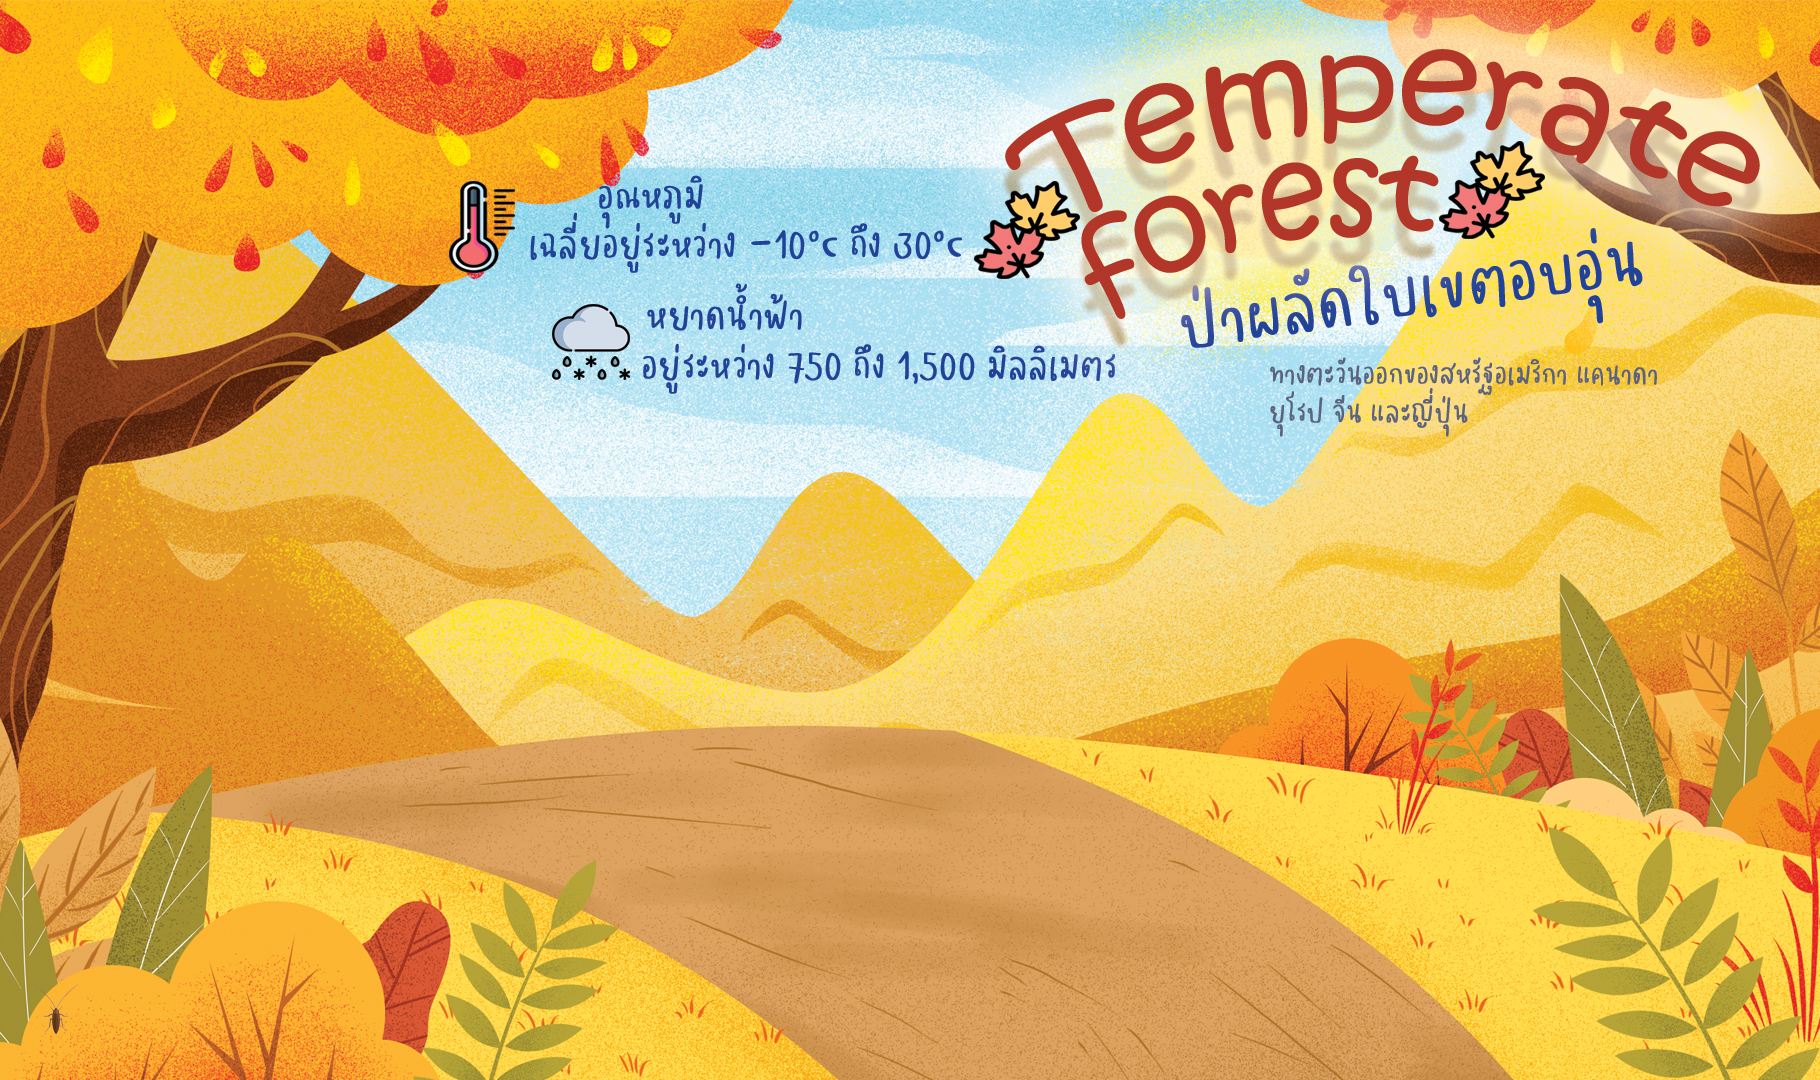 Temperate
forest
ป่าผลัดใบเขตอบอุ่น
ทางตะวันออกของสหรัฐอเมริกา แคนาดา
ยุโรป จีน และญี่ปุ่น
อุณหภูมิ
เฉลี่ยอยู่ระหว่าง -10°c ถึง 30°c
หยาดน้ำฟ้า
อยู่ระหว่าง 750 ถึง 1,500 มิลลิเมตร